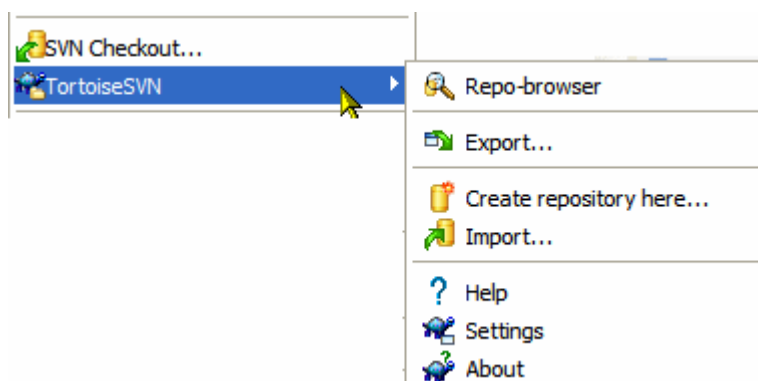 SVN Checkout...
TortoiseSVN
Repo-browser
Export...
Create repository here...
Import...
Help
Settings
About